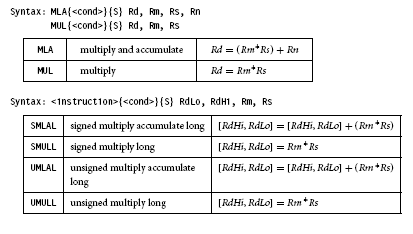 Syntax: MLA{<cond>}{S} Rd, Rm, Rs, Rn
MUL{<cond>}{S} Rd, Rm, Rs
MLA multiply and accumulate Rd = (Rm*Rs) + Rn
MUL multiply Rd = Rm*Rs
Syntax: <instruction>{<cond>}{S} RdLo, RdHi, Rm, Rs
SMLAL signed multiply accumulate long [RdHi, RdLo] = [RdHi, RdLo] + (Rm*Rs)
SMULL signed multiply long [RdHi, RdLo] = Rm*Rs
UMLAL unsigned multiply accumulate [RdHi, RdLo] = [RdHi, RdLo] + (Rm*Rs)
long
UMULL unsigned multiply long [RdHi, RdLo] = Rm*Rs